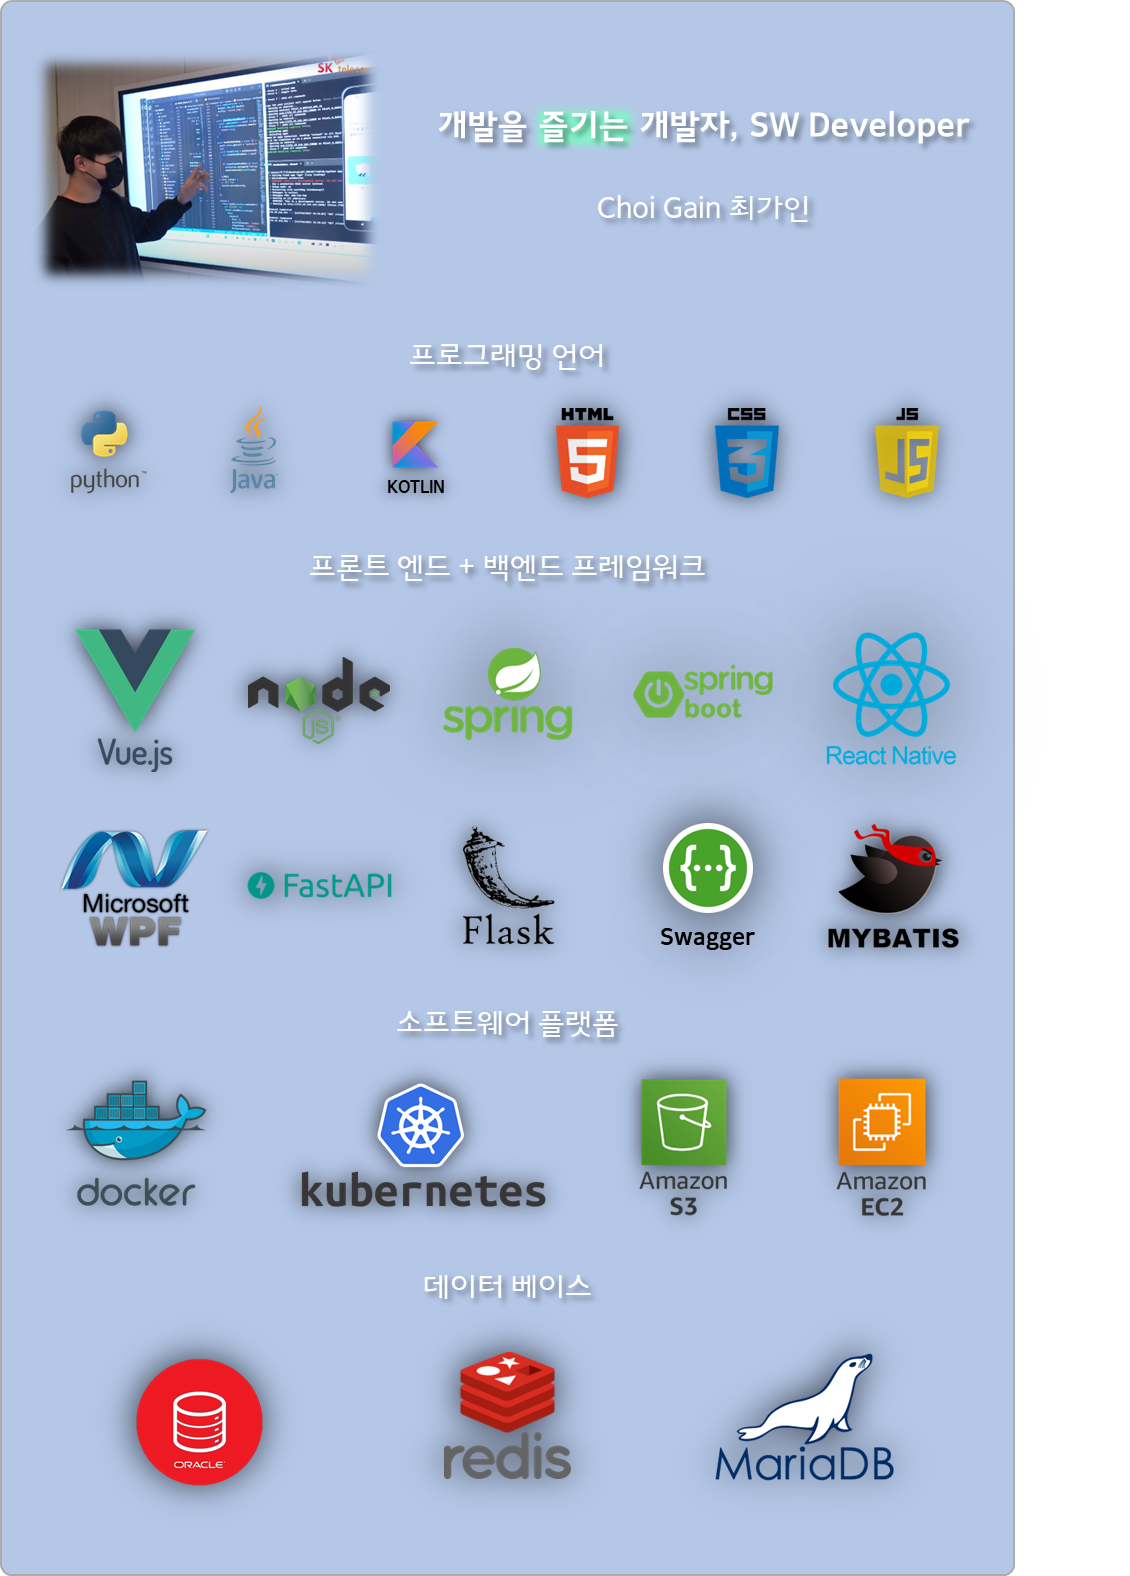 SK telecom
개발을 즐기는 개발자, SW Developer
Choi Gain 최가인
프로그래밍 언어
python™
Java
KOTLIN
HTML
5
CSS
3
JS
JS
프론트 엔드 + 백엔드 프레임워크
Vue.js
node
JS
spring
spring
boot
React Native
Microsoft
WPF
FastAPI
Flask
{···}
Swagger
MYBATIS
소프트웨어 플랫폼
docker
kubernetes
Amazon
S3
Amazon
EC2
데이터 베이스
ORACLE
redis
MariaDB